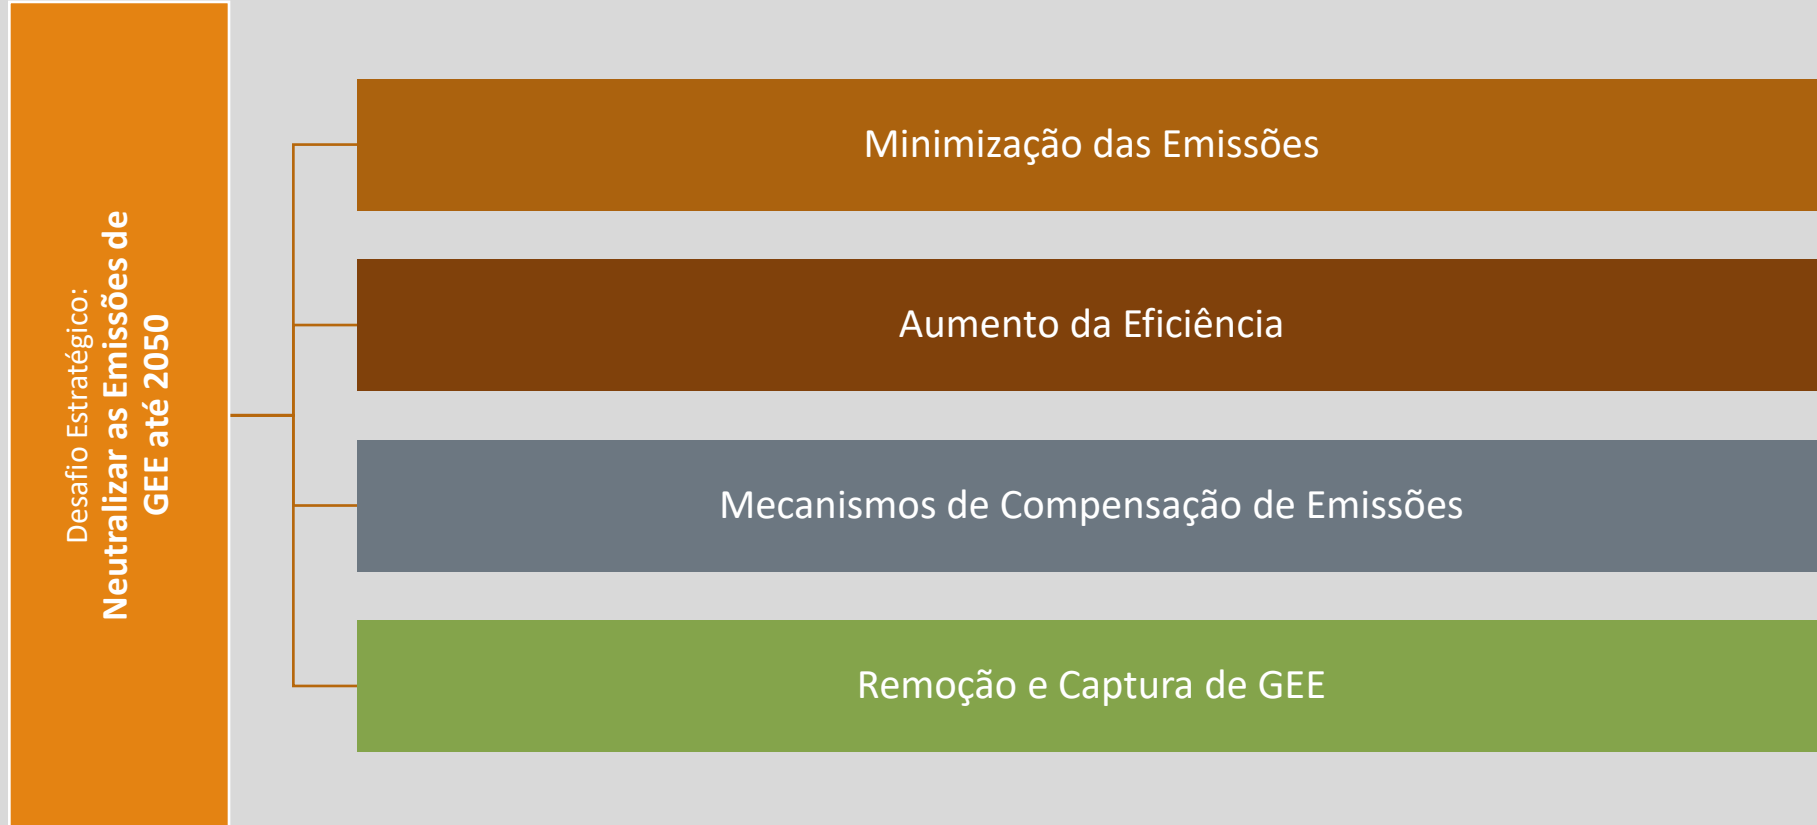 Desafio Estratégico:
Neutralizar as Emissões de
GEE até 2050
Minimização das Emissões
Aumento da Eficiência
Mecanismos de Compensação de Emissões
Remoção e Captura de GEE